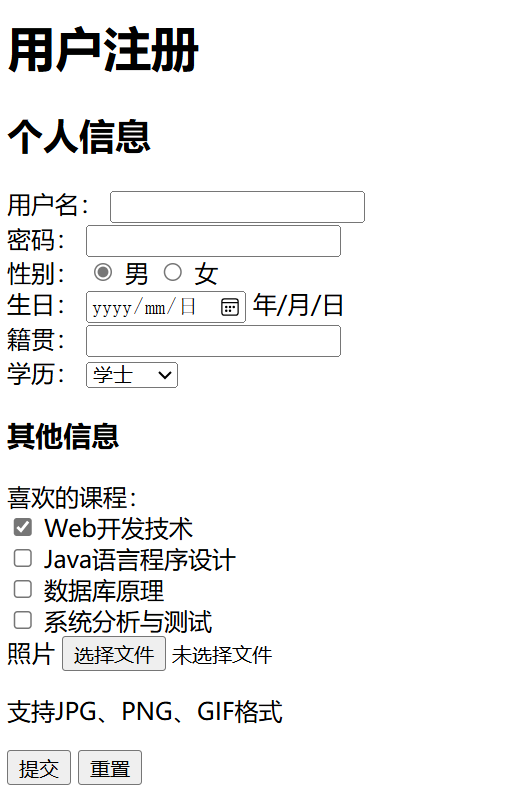 用户注册
个人信息
用户名：
密码：
性别： 男 女
生日： yyyy/mm/日 年/月/日
籍贯：
学历： 学士
其他信息
喜欢的课程：
Web开发技术
Java语言程序设计
数据库原理
系统分析与测试
照片 选择文件 未选择文件
支持JPG、PNG、GIF格式
提交 重置